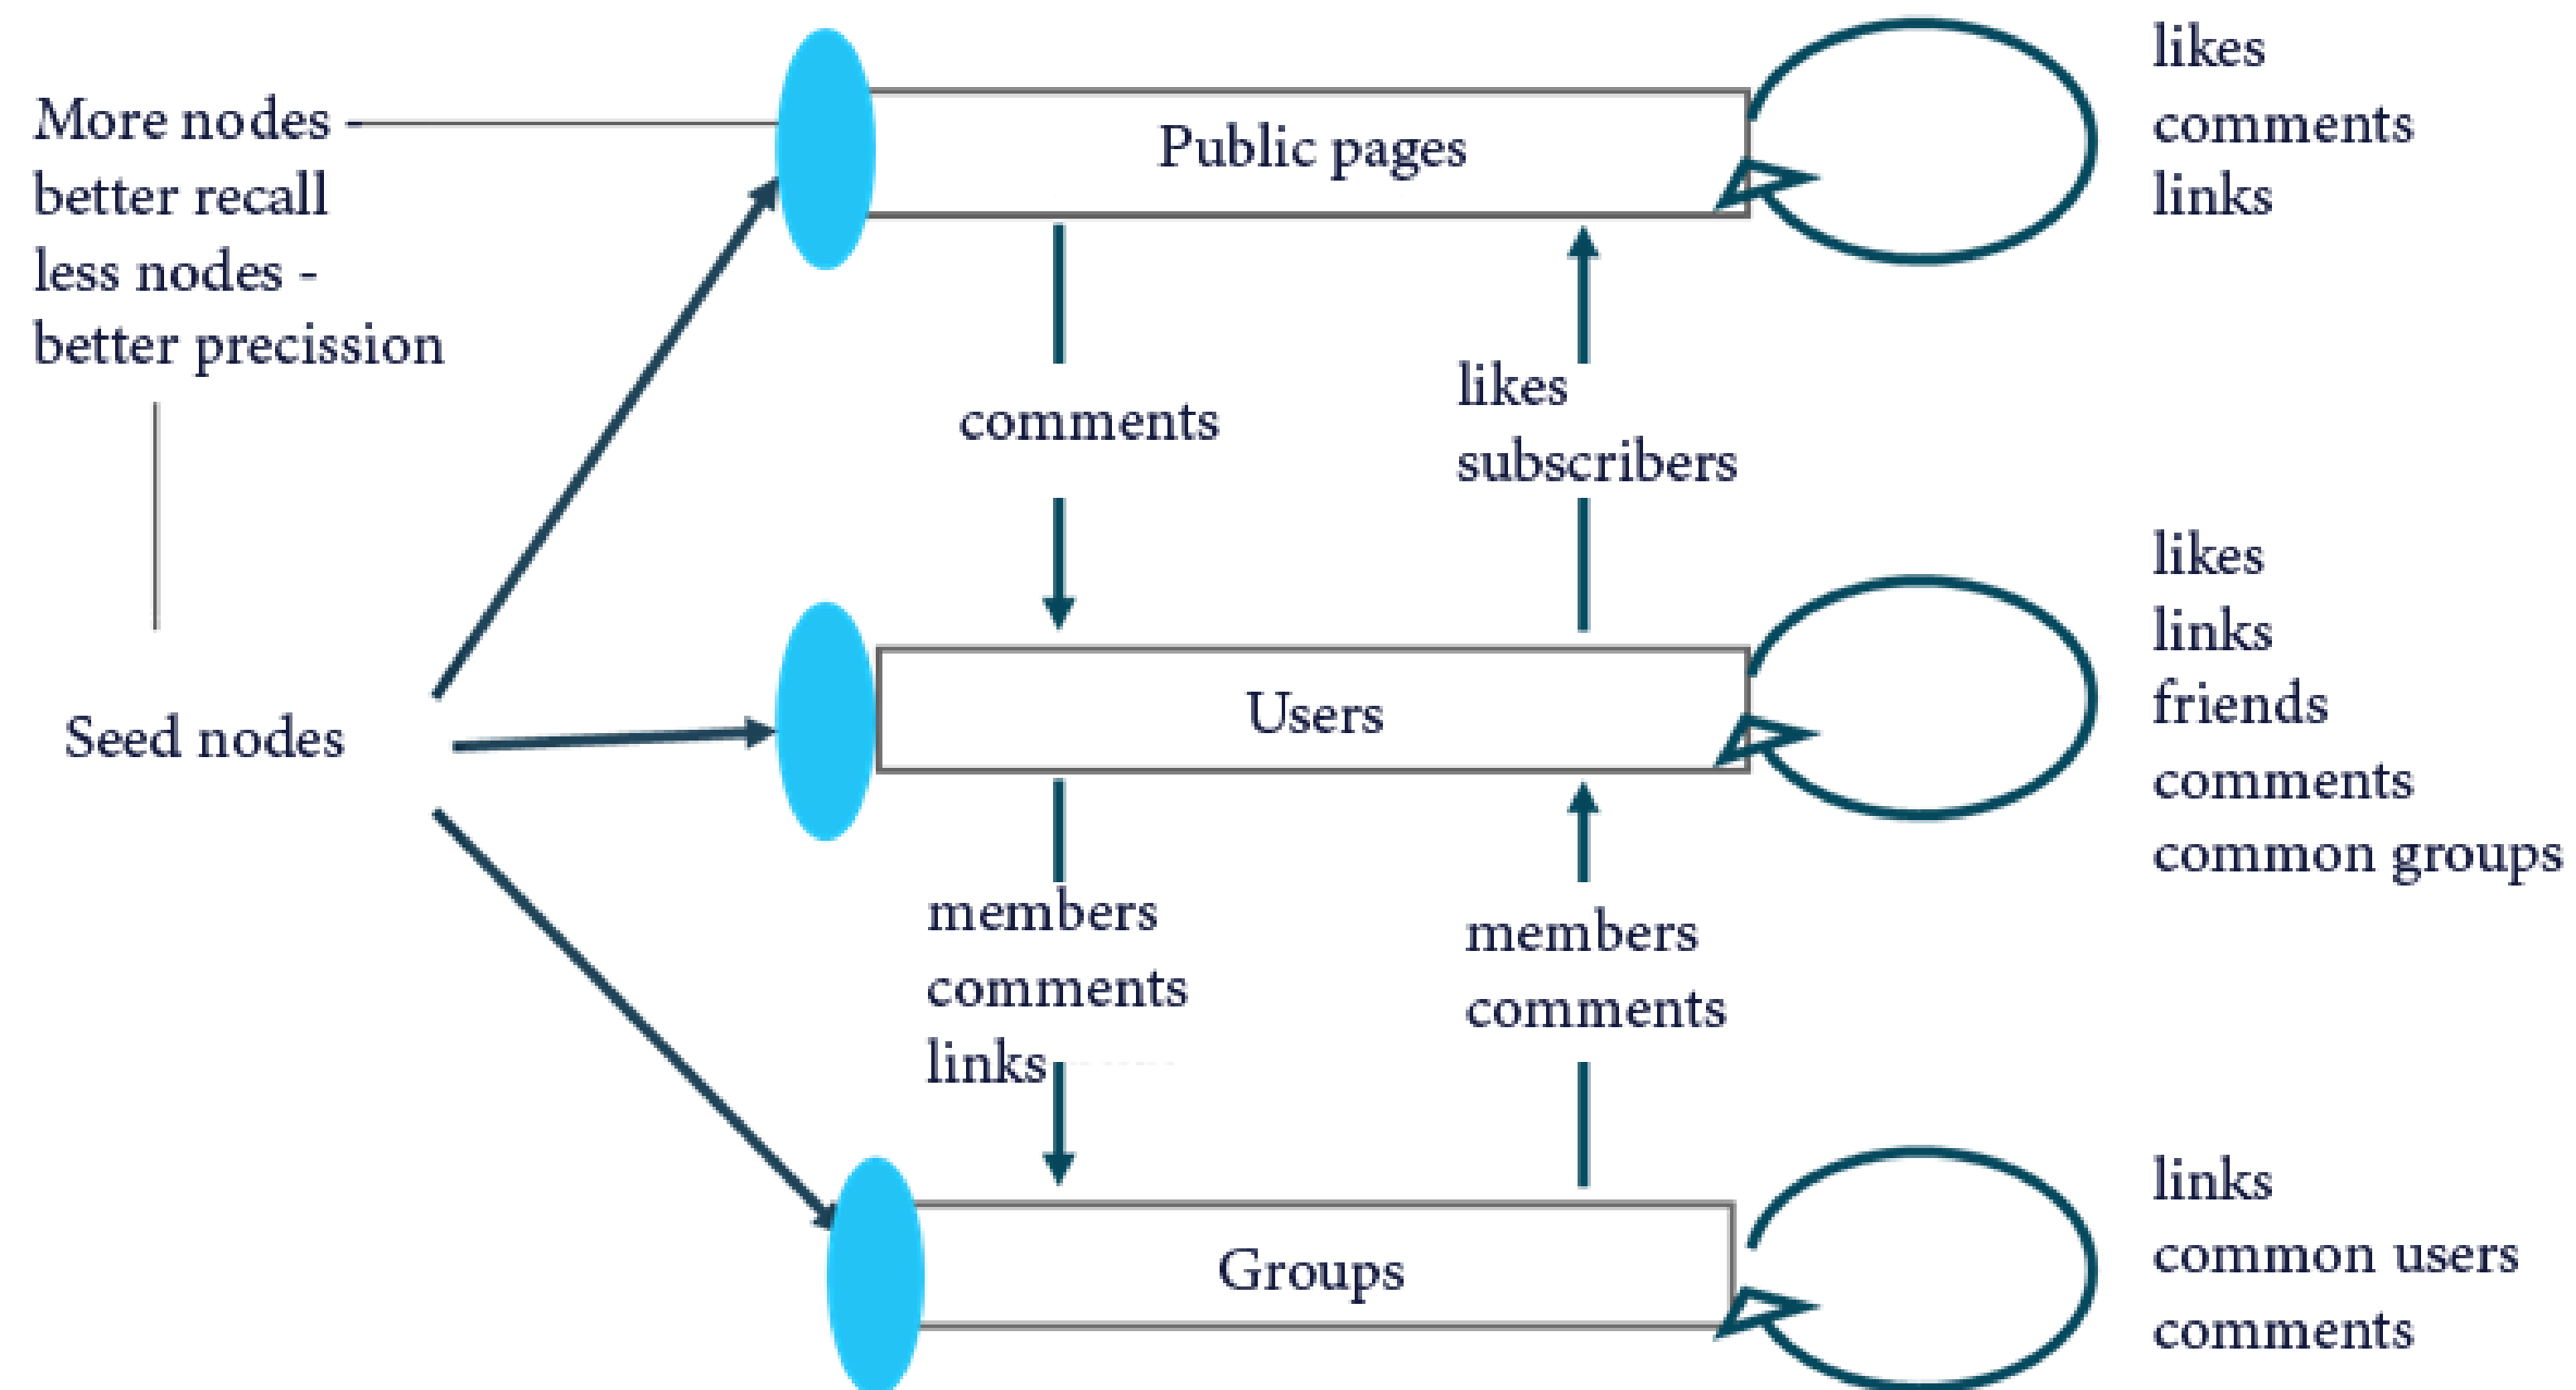 More nodes -
better recall
less nodes -
better precission
Seed nodes
Public pages
likes
comments
links
comments
likes
subscribers
Users
likes
links
friends
comments
common groups
members
comments
links
members
comments
Groups
links
common users
comments